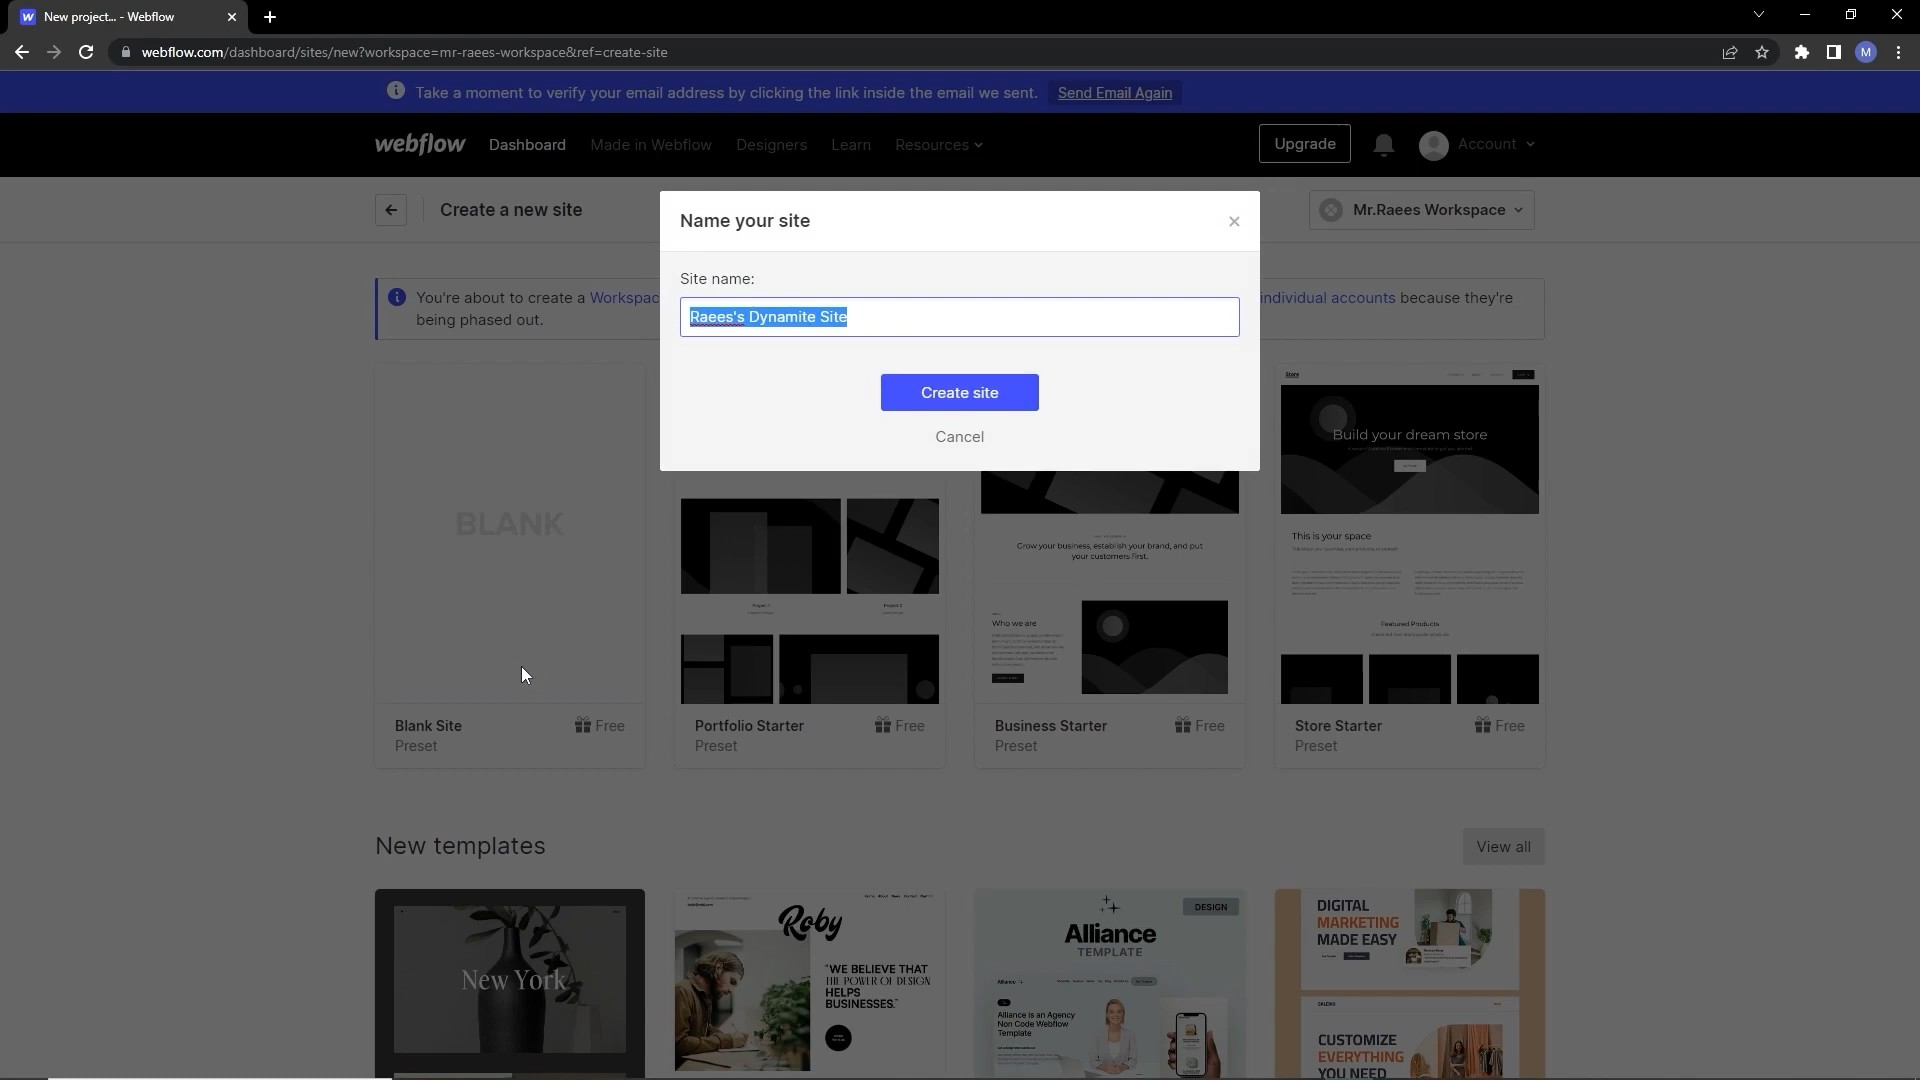 New project... - Webflow
webflow.com/dashboard/sites/new?workspace=mr-raees-workspace&ref=create-site
M
Take a moment to verify your email address by clicking the link inside the email we sent. Send Email Again
webflow Dashboard Made in Webflow Designers Learn Resources Upgrade Account
Create a new site
Mr.Raees Workspace
Name your site
Site name:
Raees's Dynamite Site
Create site
Cancel
You're about to create a Workspac
individual accounts because they're
being phased out.
BLANK
Blank Site
Free
Preset
Project 1
Project 2
Portfolio Starter
Free
Preset
Grow your business, establish your brand, and put
your customers first.
Who we are
Business Starter
Free
Preset
Store
Build your dream store
This is your space
Featured Products
Store Starter
Free
Preset
New templates
View all
New York
Roby
"WE BELIEVE THAT
THE POWER OF DESIGN
HELPS
BUSINESSES."
DESIGN
Alliance
TEMPLATE
Alliance
Alliance is an Agency
Non Code Webflow
Template
DIGITAL
MARKETING
MADE EASY
CUSTOMIZE
EVERYTHING
YOU NEED